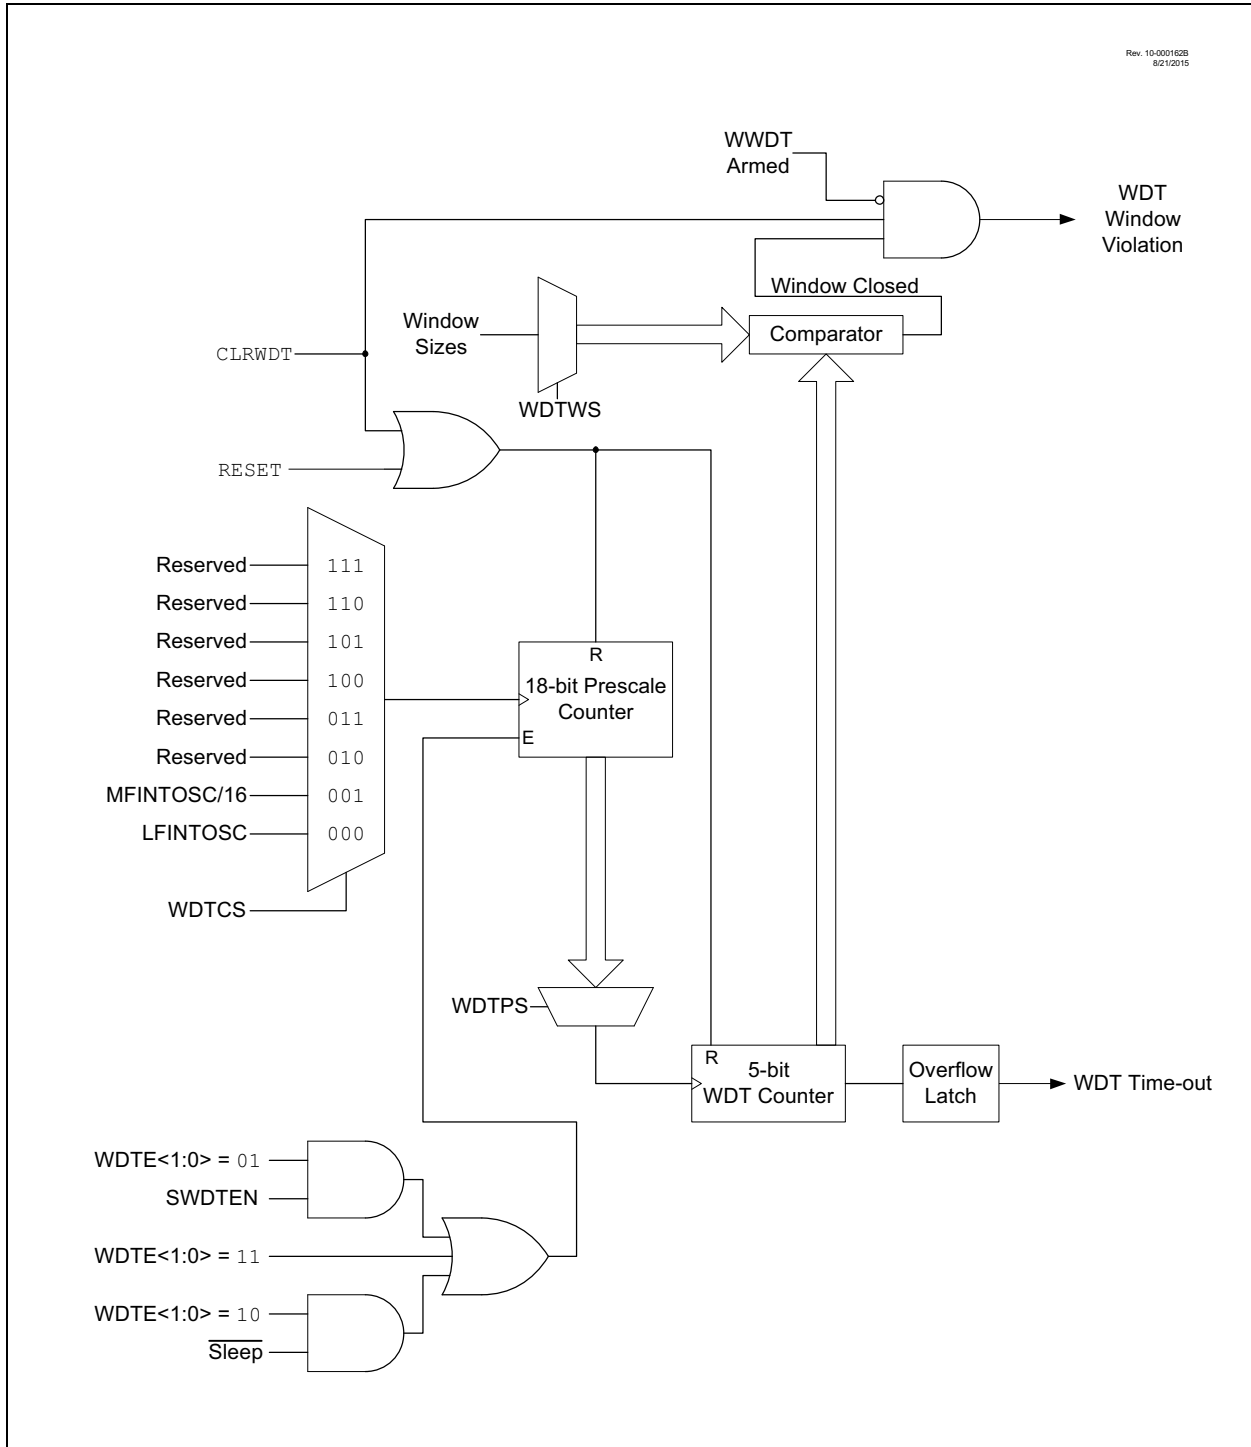 Rev. 10-000162B
8/21/2015
WWDT
Armed
WDT
Window
Violation
Window Closed
Window
Sizes
Comparator
CLRWDT
WDTWS
RESET
Reserved 111
Reserved 110
Reserved 101
Reserved 100
Reserved 011
Reserved 010
MFINTOSC/16 001
LFINTOSC 000
WDTCS
R
18-bit Prescale
Counter
E
WDTPS
R
5-bit
WDT Counter
Overflow
Latch
WDT Time-out
WDTE<1:0> = 01
SWDTEN
WDTE<1:0> = 11
WDTE<1:0> = 10
Sleep